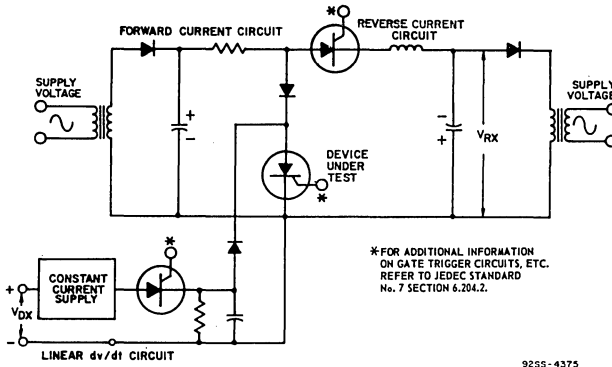 FORWARD CURRENT CIRCUIT
*
REVERSE CURRENT
CIRCUIT
SUPPLY
VOLTAGE
+
-
-
+
VRX
SUPPLY
VOLTAGE
DEVICE
UNDER
TEST
*
*
CONSTANT
CURRENT
SUPPLY
+
VDX
-
LINEAR dv/dt CIRCUIT
*FOR ADDITIONAL INFORMATION
ON GATE TRIGGER CIRCUITS, ETC.
REFER TO JEDEC STANDARD
No. 7 SECTION 6.204.2.
92SS-4375